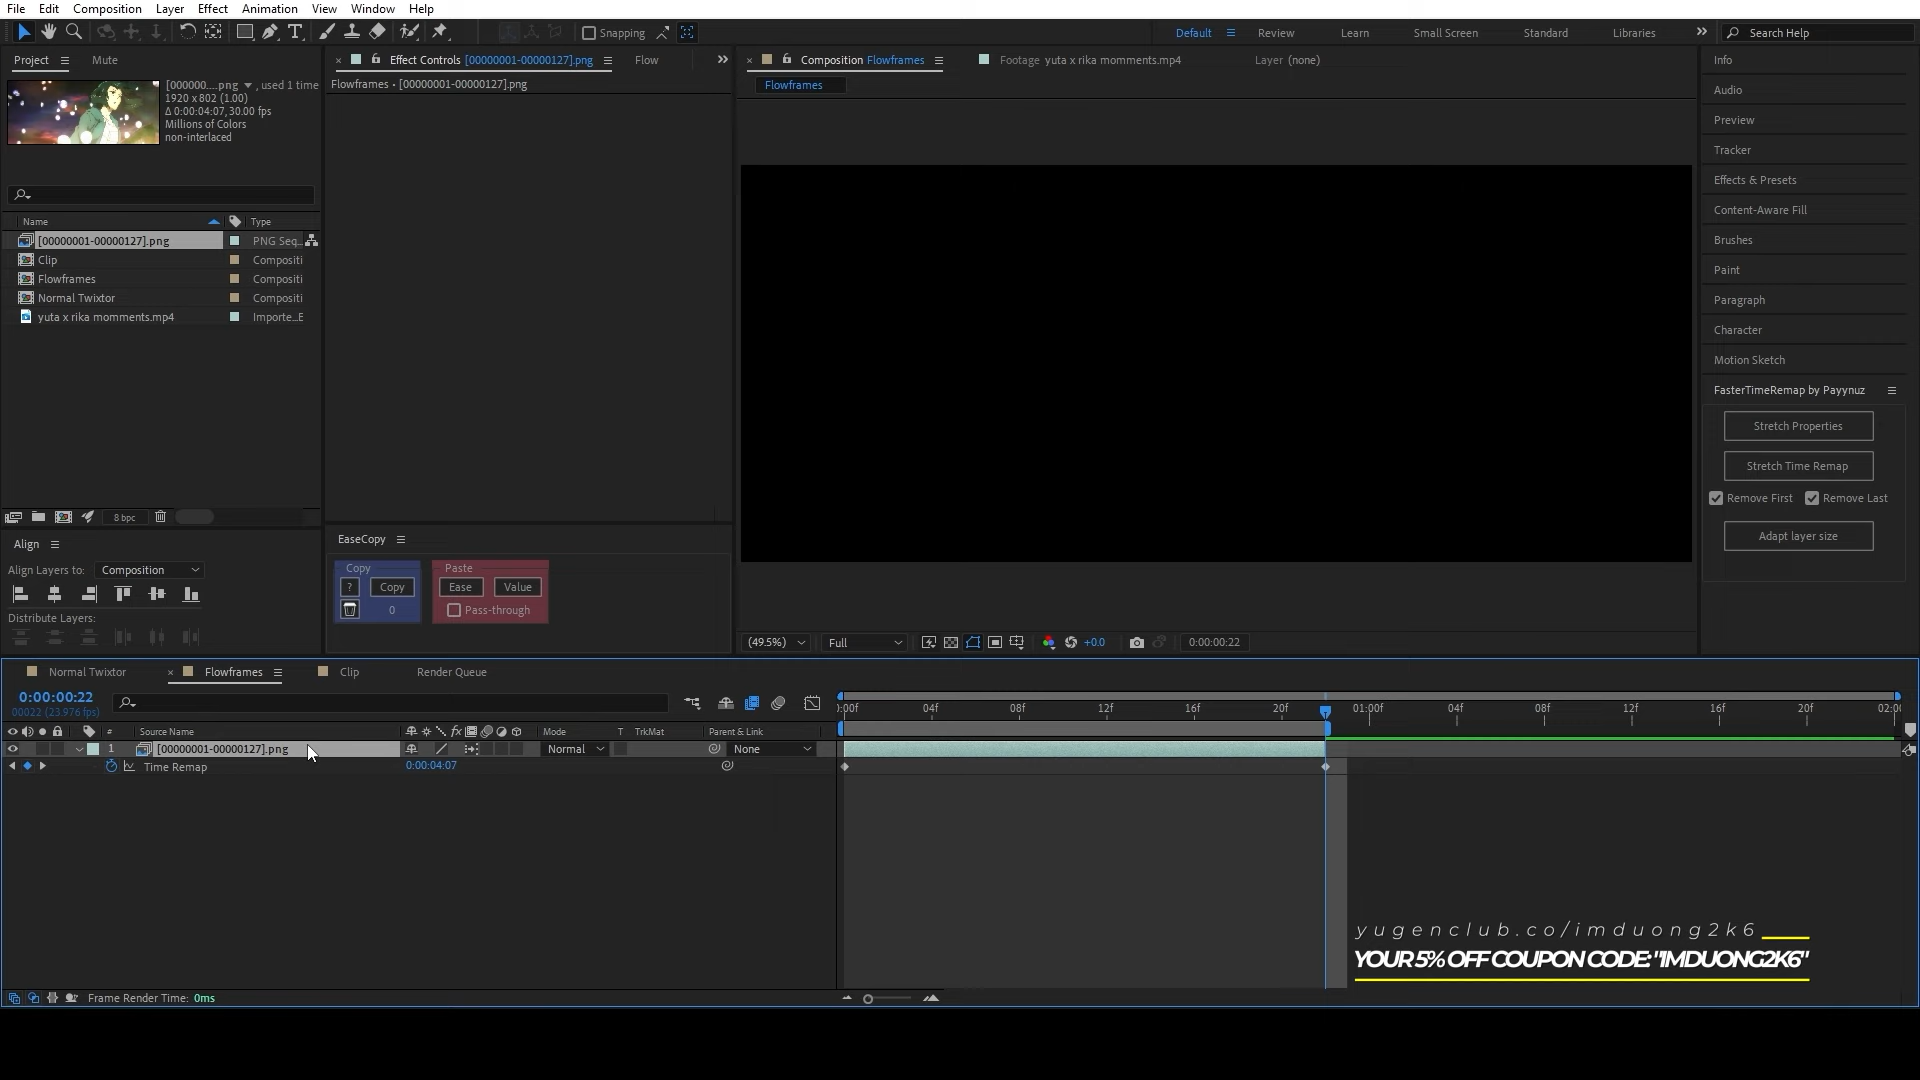 File Edit Composition Layer Effect Animation View Window Help
Snapping
Default Review Learn Small Screen Standard Libraries Search Help
Project Mute
[000000....png , used 1 time
1920 x 802 (1.00)
Δ 0:00:04:07, 30.00 fps
Millions of Colors
non-interlaced
Name Type
[00000001-00000127].png PNG Seq...
Clip Compositi
Flowframes Compositi
Normal Twixtor Compositi
yuta x rika momments.mp4 Importe...E
8 bpc
Align
Align Layers to: Composition
Distribute Layers:
Effect Controls [00000001-00000127].png Flow
Flowframes • [00000001-00000127].png
EaseCopy
Copy Paste
? Copy Ease Value
0 Pass-through
Composition Flowframes Footage yuta x rika momments.mp4 Layer (none)
Flowframes
(49.5%) Full +0.0 0:00:00:22
Info
Audio
Preview
Tracker
Effects & Presets
Content-Aware Fill
Brushes
Paint
Paragraph
Character
Motion Sketch
FasterTimeRemap by Payynuz
Stretch Properties
Stretch Time Remap
Remove First Remove Last
Adapt layer size
Normal Twixtor Flowframes Clip Render Queue
0:00:00:22
00022 (23.976 fps)
):00f 04f 08f 12f 16f 20f 01:00f 04f 08f 12f 16f 20f 02:0
# Source Name fx Mode T TrkMat Parent & Link
1 [00000001-00000127].png Normal None
Time Remap 0:00:04:07
yugenclub.co/imduong2k6
YOUR 5% OFF COUPON CODE: "IMDUONG2K6"
Frame Render Time: 0ms